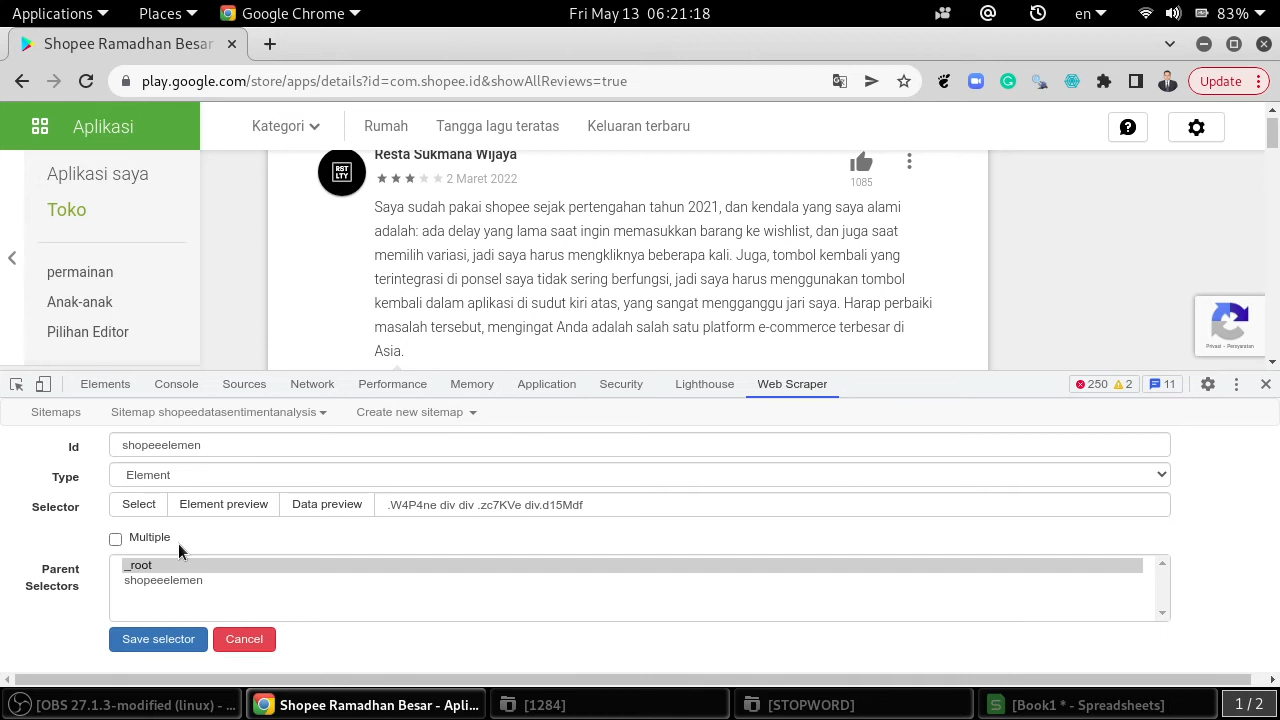 Applications Places Google Chrome Fri May 13 06:21:18 en 83%
Shopee Ramadhan Besar
play.google.com/store/apps/details?id=com.shopee.id&showAllReviews=true Update
Aplikasi Kategori Rumah Tangga lagu teratas Keluaran terbaru
Aplikasi saya
Toko
permainan
Anak-anak
Pilihan Editor
Resta Sukmana Wijaya
RST
LTY
2 Maret 2022
1085
Saya sudah pakai shopee sejak pertengahan tahun 2021, dan kendala yang saya alami
adalah: ada delay yang lama saat ingin memasukkan barang ke wishlist, dan juga saat
memilih variasi, jadi saya harus mengkliknya beberapa kali. Juga, tombol kembali yang
terintegrasi di ponsel saya tidak sering berfungsi, jadi saya harus menggunakan tombol
kembali dalam aplikasi di sudut kiri atas, yang sangat mengganggu jari saya. Harap perbaiki
masalah tersebut, mengingat Anda adalah salah satu platform e-commerce terbesar di
Asia.
Privasi - Persyaratan
Elements Console Sources Network Performance Memory Application Security Lighthouse Web Scraper 250 2 11
Sitemaps Sitemap shopeedatasentimentanalysis Create new sitemap
Id shopeeelemen
Type Element
Selector Select Element preview Data preview .W4P4ne div div .zc7KVe div.d15Mdf
Multiple
Parent Selectors
_root
shopeeelemen
Save selector Cancel
[OBS 27.1.3-modified (linux) - ... Shopee Ramadhan Besar - Apli... [1284] [STOPWORD] [Book1 * - Spreadsheets] 1 / 2